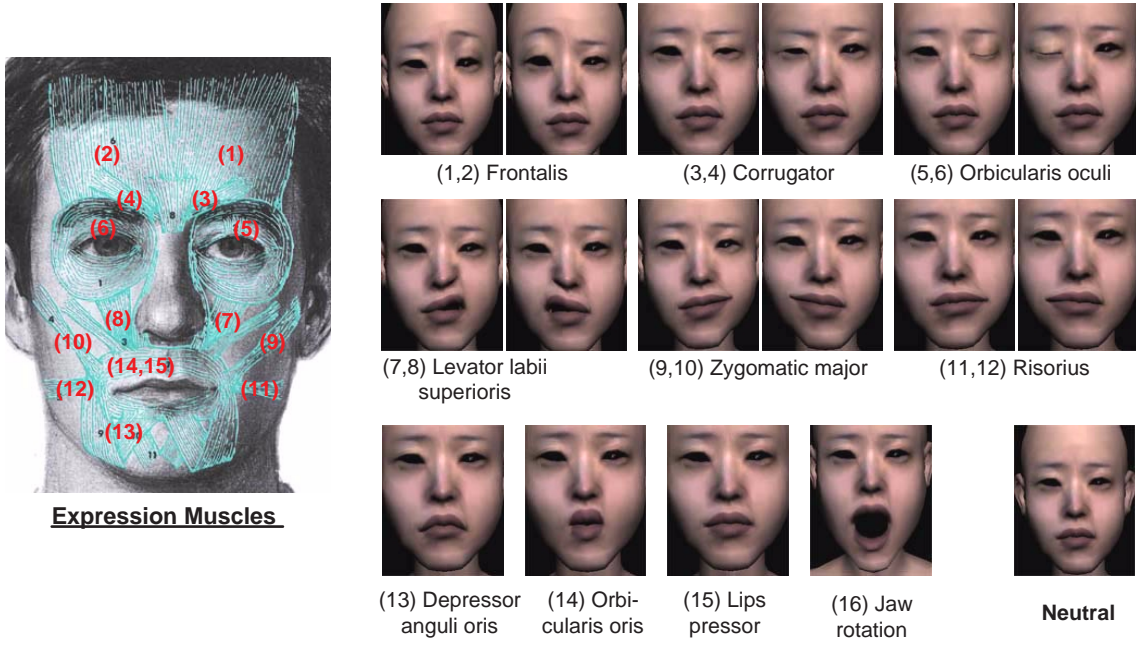 (2)
(1)
(4)
(3)
(6)
(5)
(8)
(7)
(10)
(9)
(14,15)
(12)
(11)
(13)
Expression Muscles
(1,2) Frontalis
(3,4) Corrugator
(5,6) Orbicularis oculi
(7,8) Levator labii
superioris
(9,10) Zygomatic major
(11,12) Risorius
(13) Depressor
anguli oris
(14) Orbi-
cularis oris
(15) Lips
pressor
(16) Jaw
rotation
Neutral